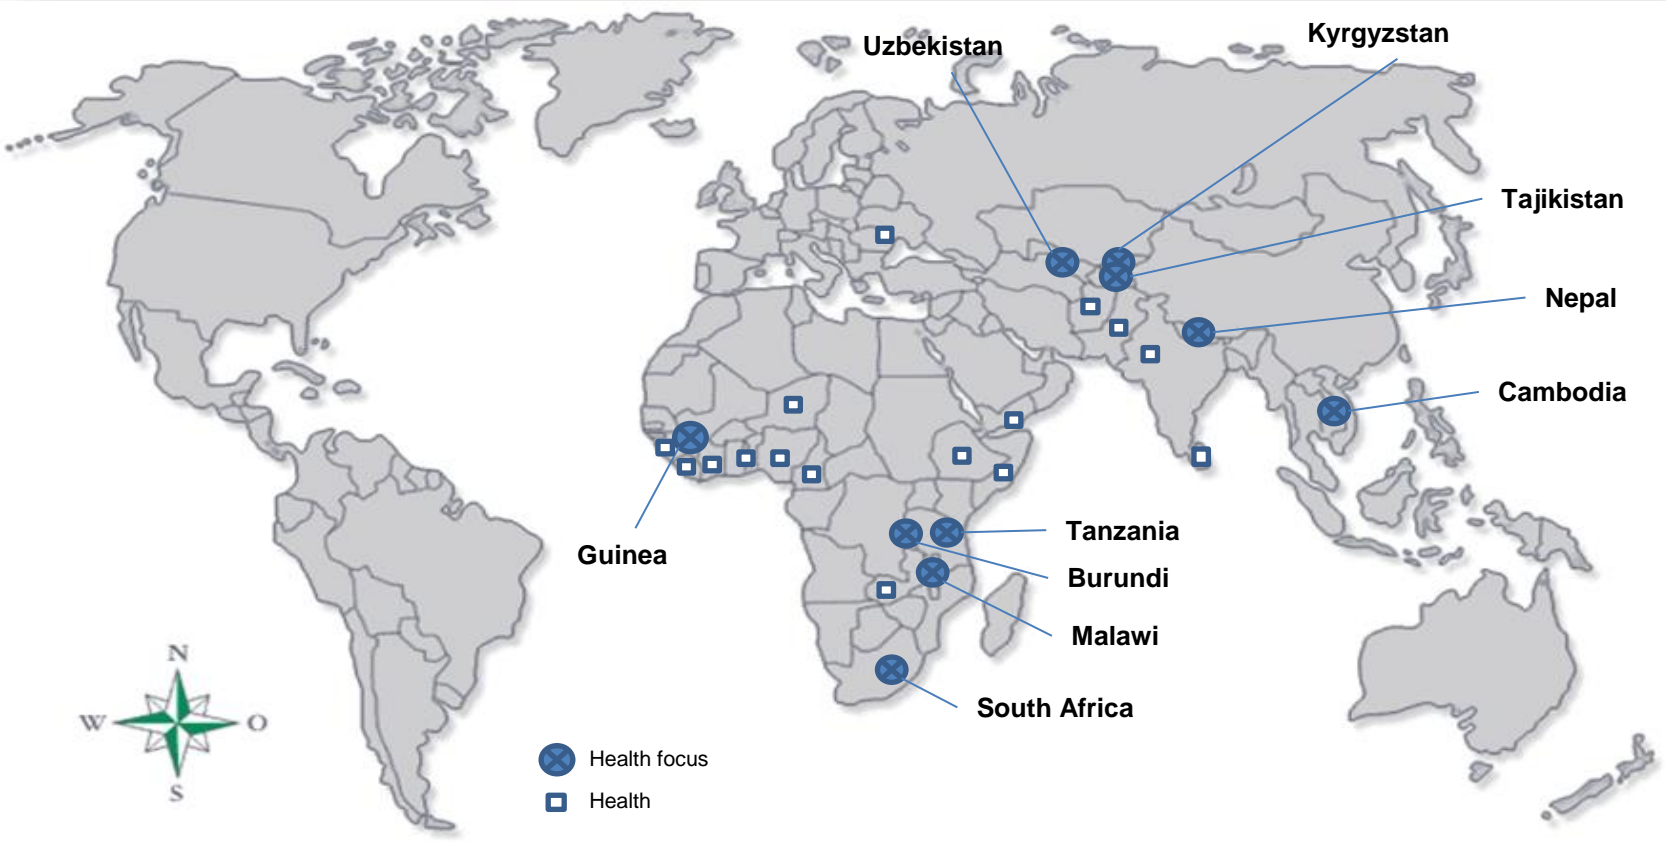 Uzbekistan
Kyrgyzstan
Tajikistan
Nepal
Cambodia
Guinea
Tanzania
Burundi
Malawi
South Africa
N
W
O
S
Health focus
Health